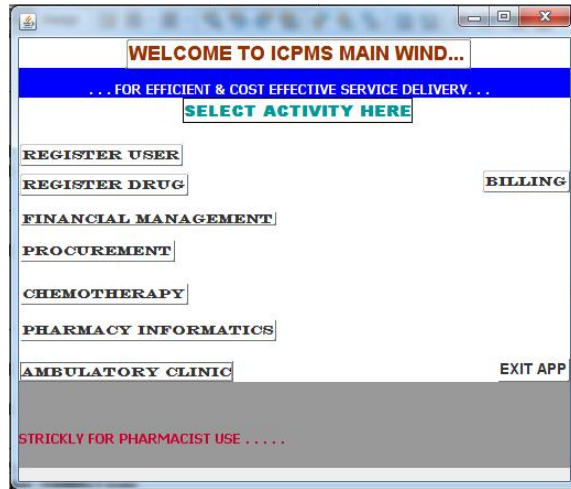 WELCOME TO ICPMS MAIN WIND...
. . . FOR EFFICIENT & COST EFFECTIVE SERVICE DELIVERY. . .
SELECT ACTIVITY HERE
REGISTER USER
REGISTER DRUG
BILLING
FINANCIAL MANAGEMENT
PROCUREMENT
CHEMOTHERAPY
PHARMACY INFORMATICS
AMBULATORY CLINIC
EXIT APP
STRICKLY FOR PHARMACIST USE . . . . .